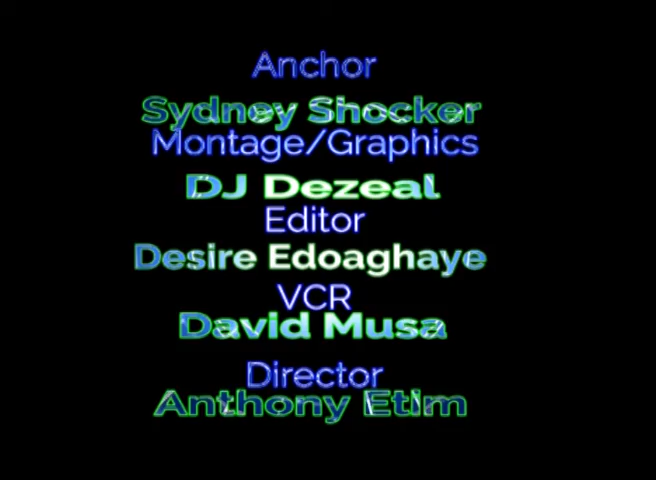 Anchor
Sydney Shocker
Montage/Graphics
DJ Dezeal
Editor
Desire Edoaghaye
VCR
David Musa
Director
Anthony Etim